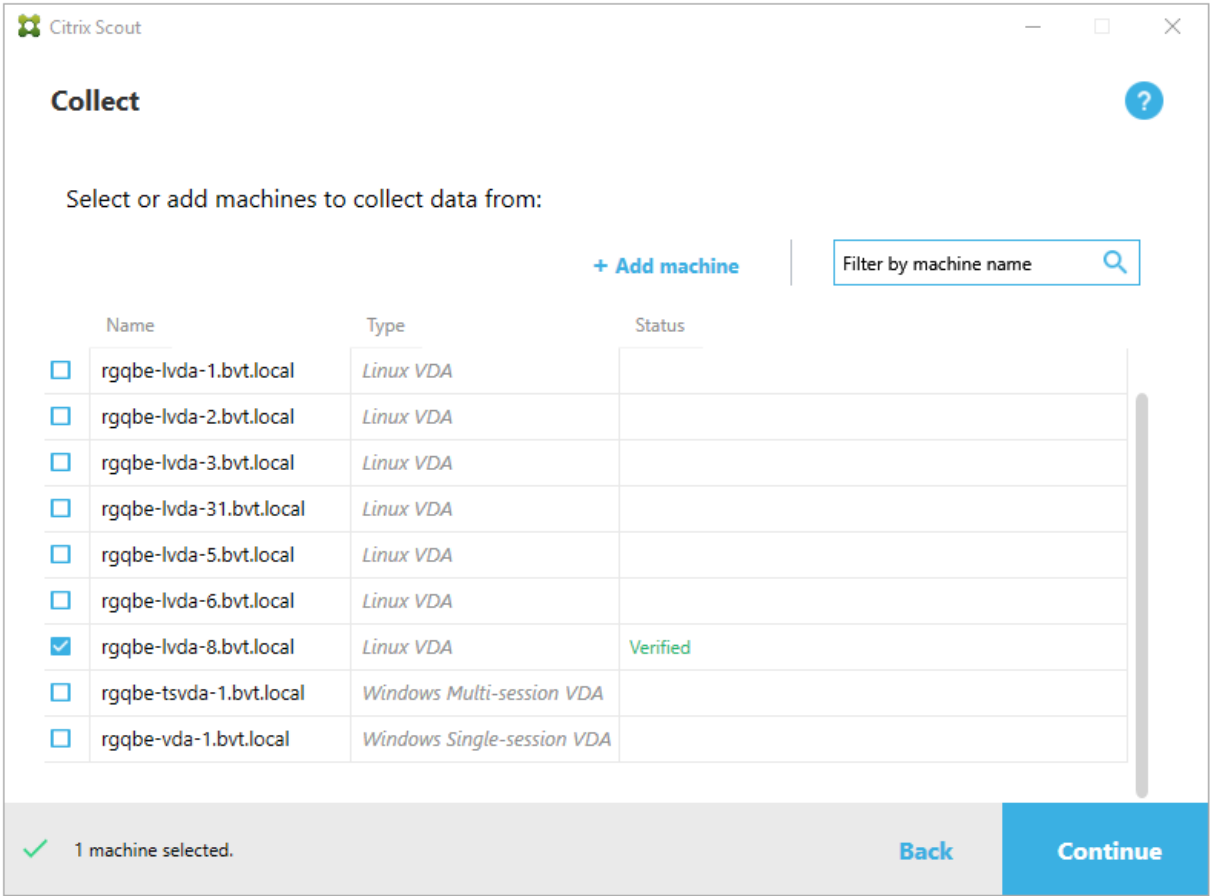 Citrix Scout
Collect
?
Select or add machines to collect data from:
+ Add machine
Filter by machine name
Name Type Status
rgqbe-lvda-1.bvt.local Linux VDA
rgqbe-lvda-2.bvt.local Linux VDA
rgqbe-lvda-3.bvt.local Linux VDA
rgqbe-lvda-31.bvt.local Linux VDA
rgqbe-lvda-5.bvt.local Linux VDA
rgqbe-lvda-6.bvt.local Linux VDA
rgqbe-lvda-8.bvt.local Linux VDA Verified
rgqbe-tsvda-1.bvt.local Windows Multi-session VDA
rgqbe-vda-1.bvt.local Windows Single-session VDA
1 machine selected.
Back
Continue